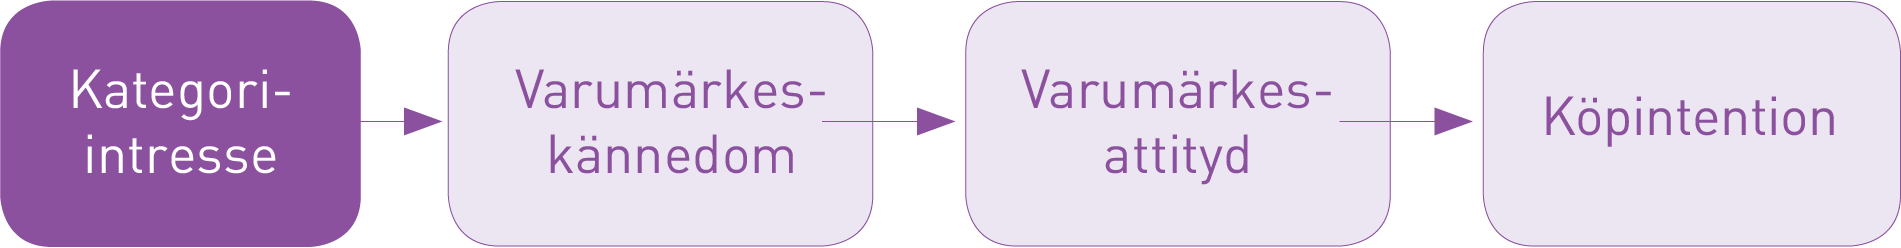 Kategori-
intresse
Varumärkes-
kännedom
Varumärkes-
attityd
Köpintention